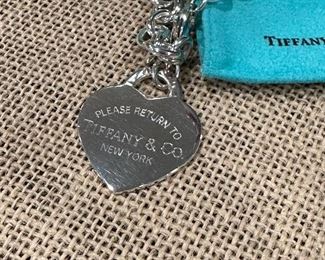 TIFFANY
PLEASE RETURN TO
TIFFANY & CO.
NEW YORK